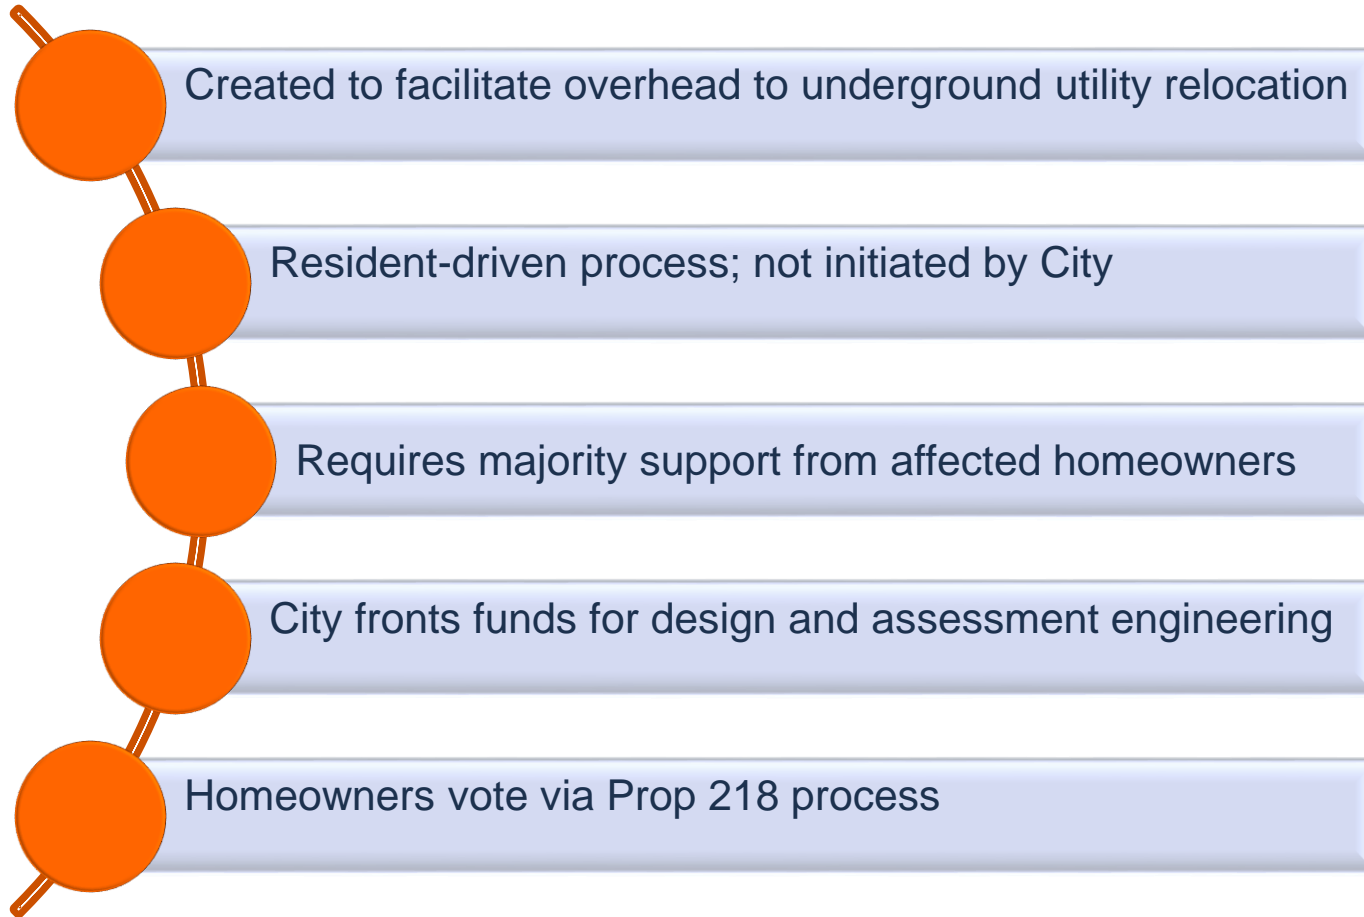 Created to facilitate overhead to underground utility relocation
Resident-driven process; not initiated by City
Requires majority support from affected homeowners
City fronts funds for design and assessment engineering
Homeowners vote via Prop 218 process